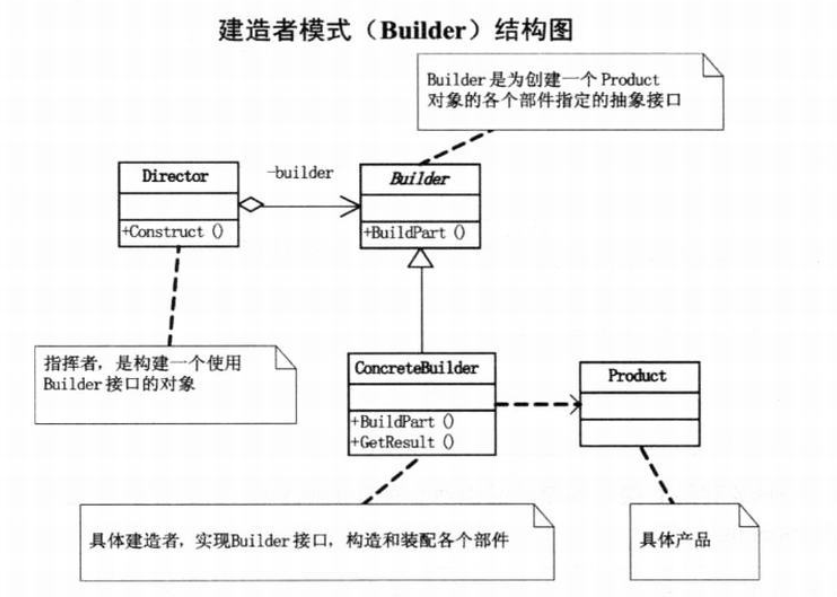 建造者模式（Builder）结构图
Builder是为创建一个Product
对象的各个部件指定的抽象接口
Director
-builder
Builder
+Construct ()
+BuildPart ()
指挥者，是构建一个使用
Builder接口的对象
ConcreteBuilder
Product
+BuildPart ()
+GetResult ()
具体建造者，实现Builder接口，构造和装配各个部件
具体产品